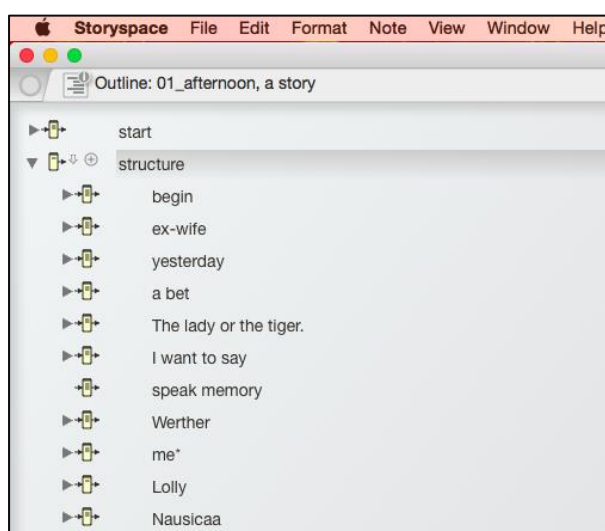 Storyspace File Edit Format Note View Window Help
Outline: 01_afternoon, a story
start
structure
begin
ex-wife
yesterday
a bet
The lady or the tiger.
I want to say
speak memory
Werther
me*
Lolly
Nausicaa